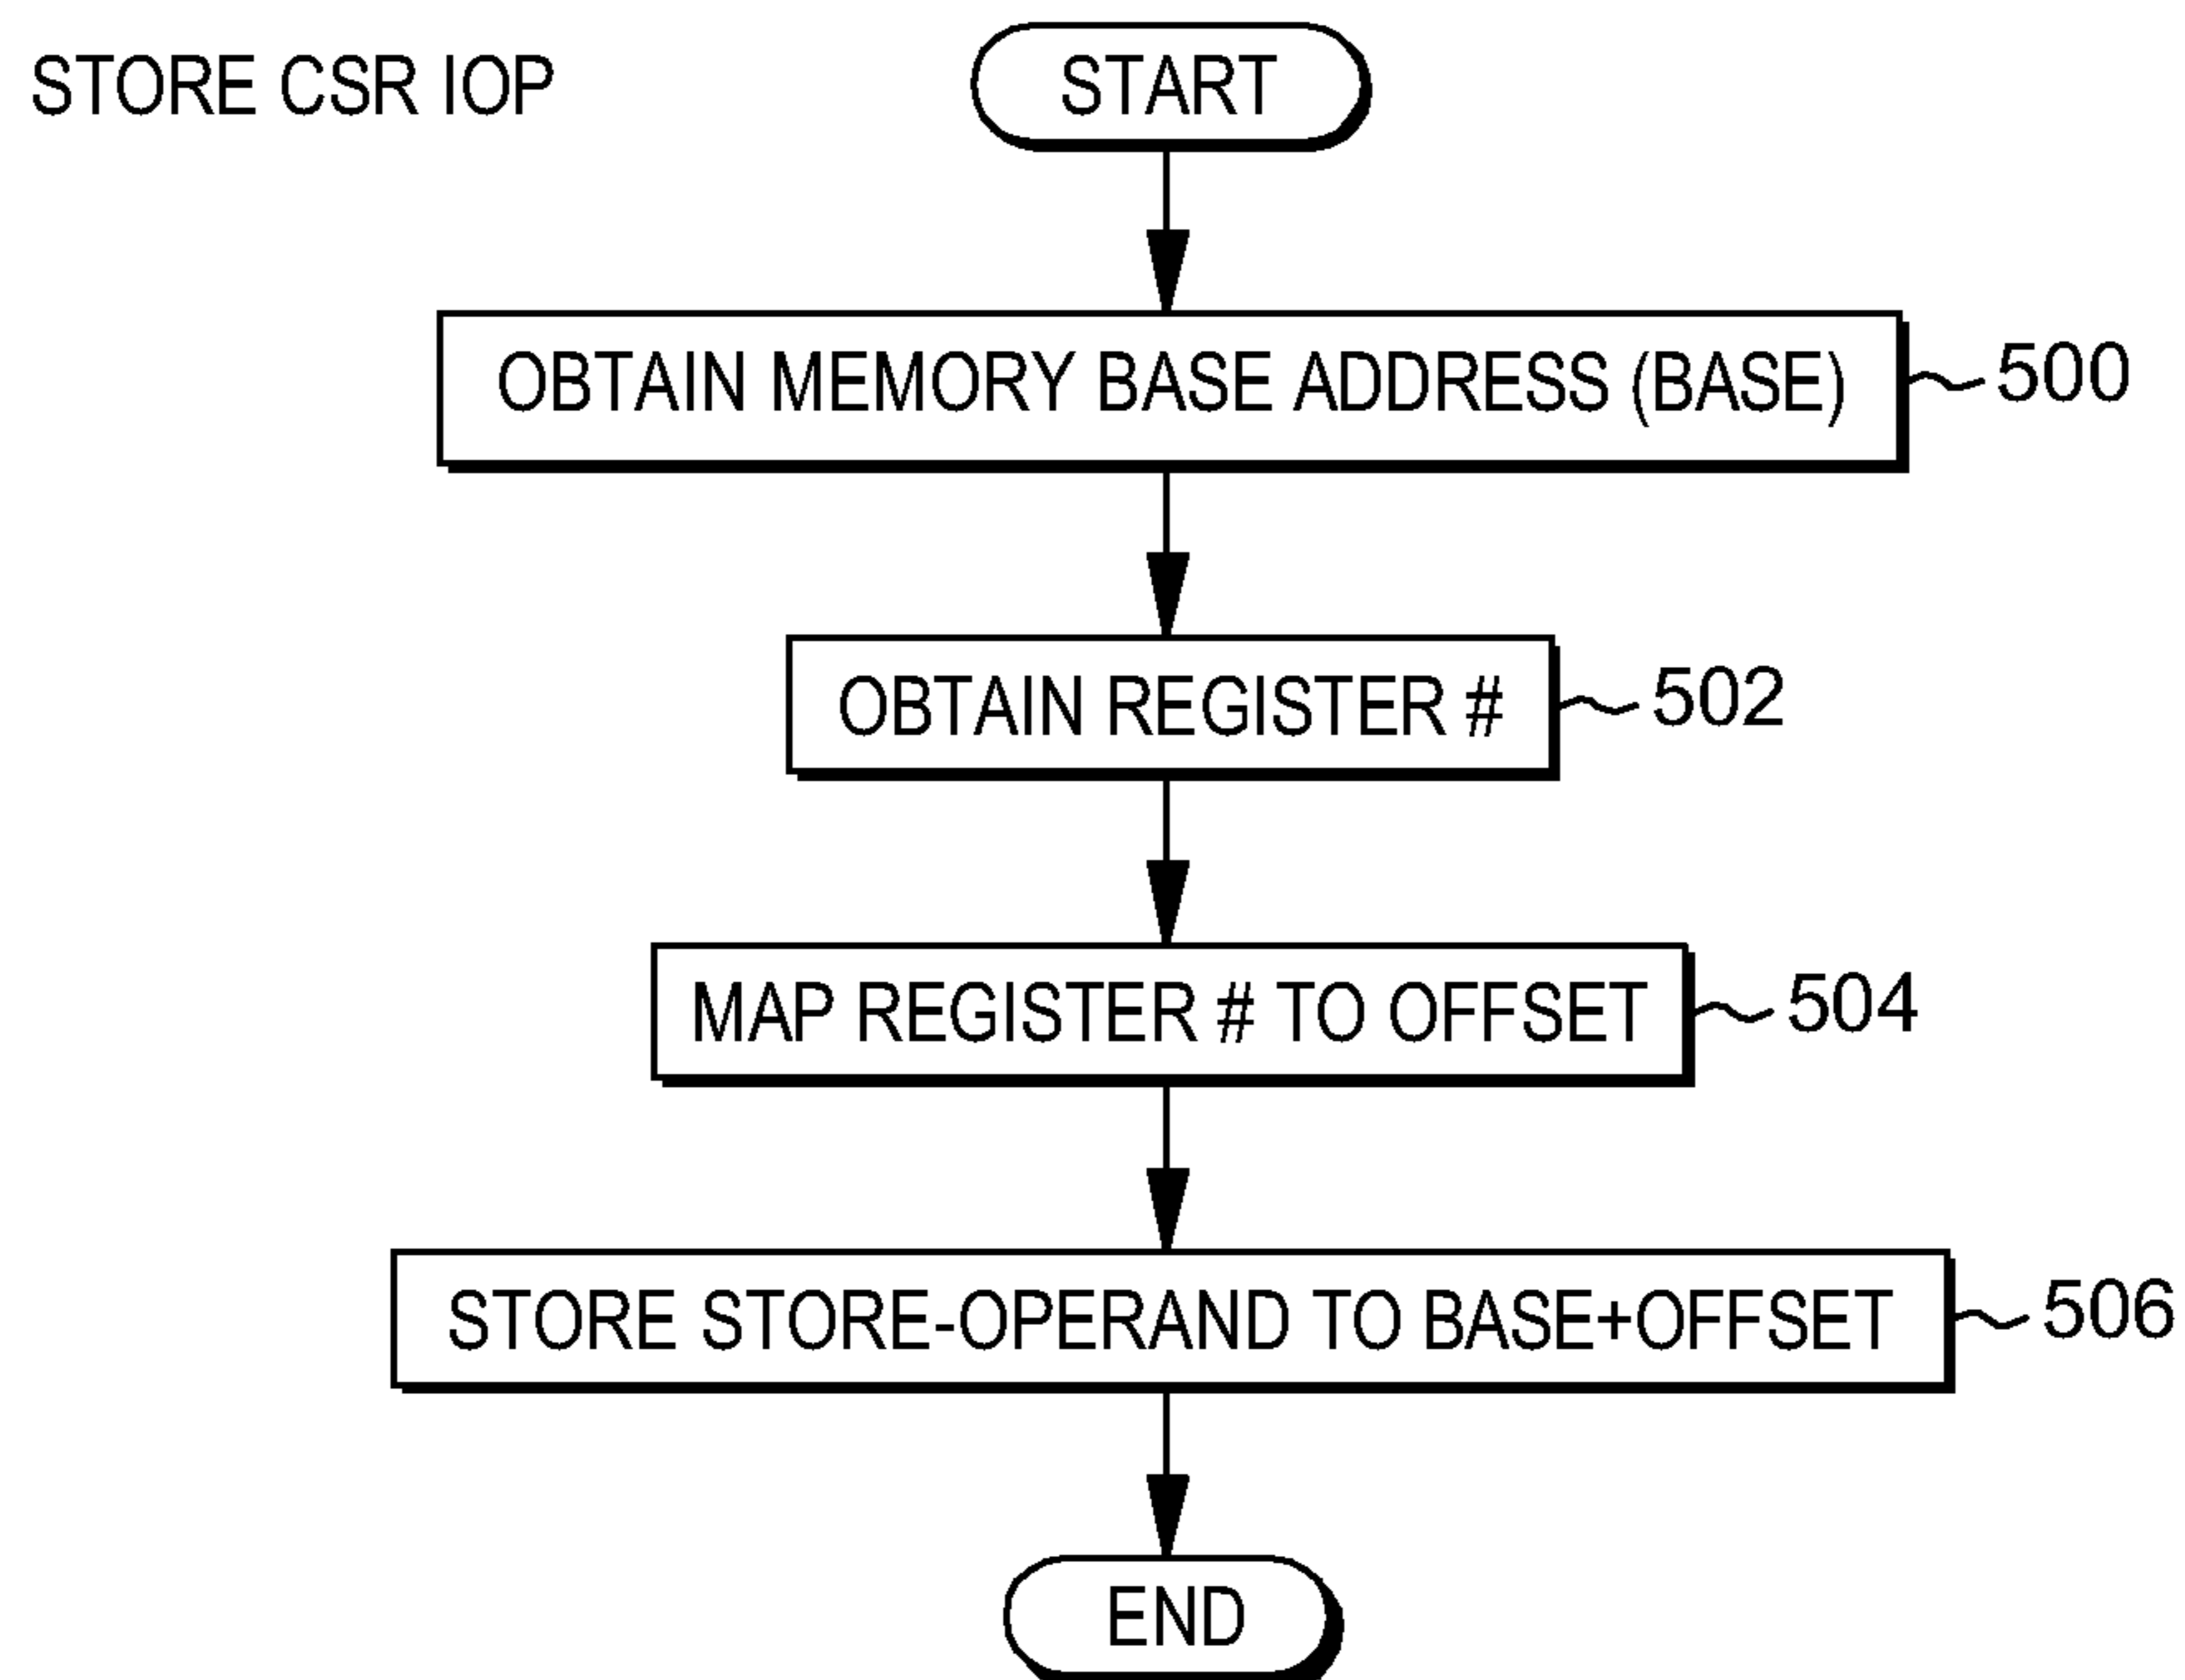 STORE CSR IOP
START
OBTAIN MEMORY BASE ADDRESS (BASE)
500
OBTAIN REGISTER #
502
MAP REGISTER # TO OFFSET
504
STORE STORE-OPERAND TO BASE+OFFSET
506
END